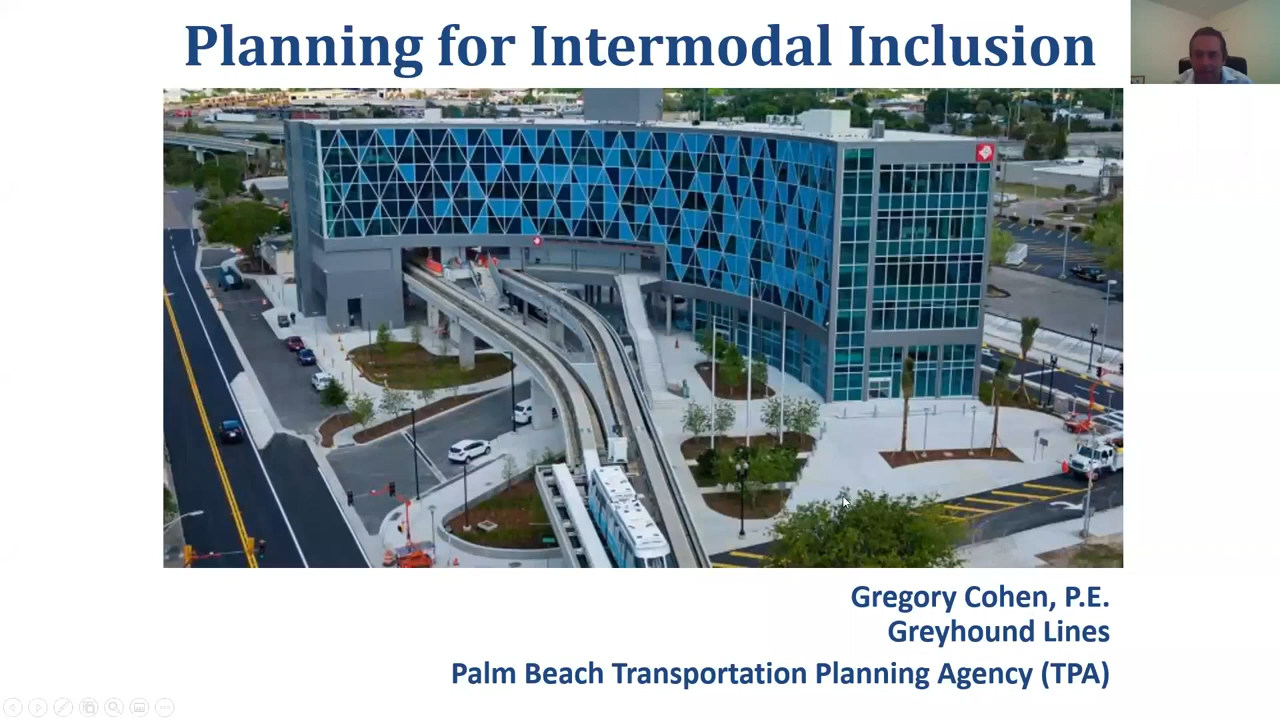 Planning for Intermodal Inclusion
Gregory Cohen, P.E.
Greyhound Lines
Palm Beach Transportation Planning Agency (TPA)